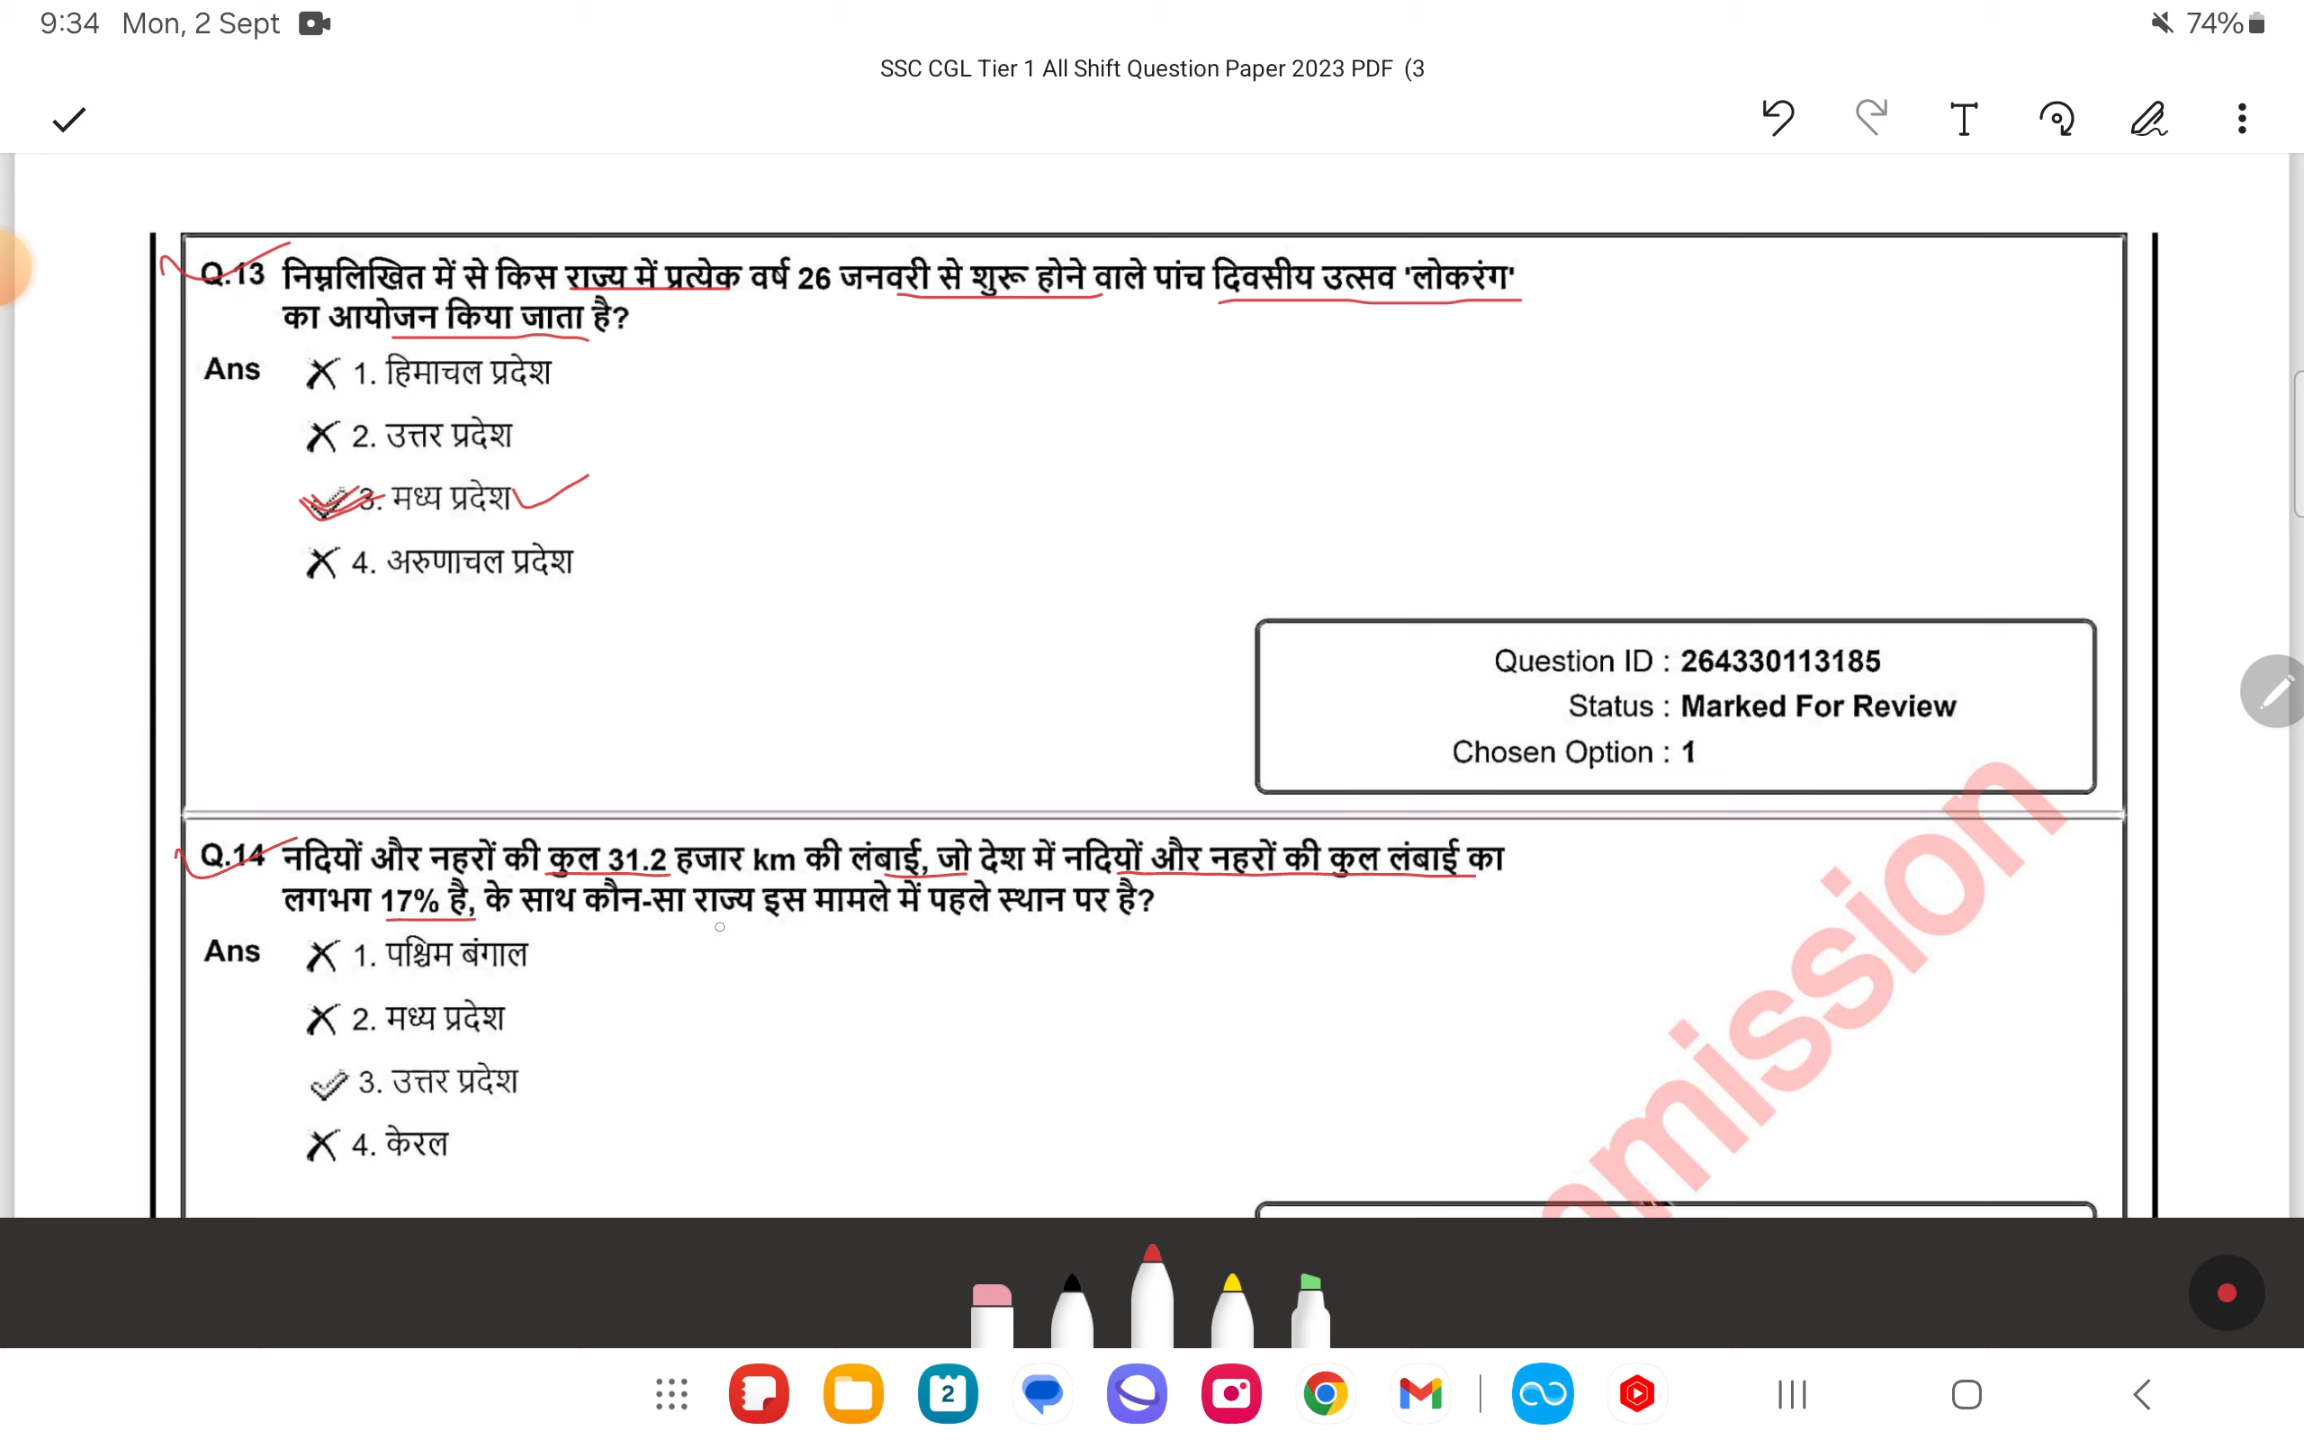 9:34 Mon, 2 Sept
74%
SSC CGL Tier 1 All Shift Question Paper 2023 PDF (3
Q.13 निम्नलिखित में से किस राज्य में प्रत्येक वर्ष 26 जनवरी से शुरू होने वाले पांच दिवसीय उत्सव 'लोकरंग'
का आयोजन किया जाता है?
Ans 1. हिमाचल प्रदेश
2. उत्तर प्रदेश
3. मध्य प्रदेश
4. अरुणाचल प्रदेश
Question ID : 264330113185
Status : Marked For Review
Chosen Option : 1
Q.14 नदियों और नहरों की कुल 31.2 हजार km की लंबाई, जो देश में नदियों और नहरों की कुल लंबाई का
लगभग 17% है, के साथ कौन-सा राज्य इस मामले में पहले स्थान पर है?
Ans 1. पश्चिम बंगाल
2. मध्य प्रदेश
3. उत्तर प्रदेश
4. केरल
mission
2